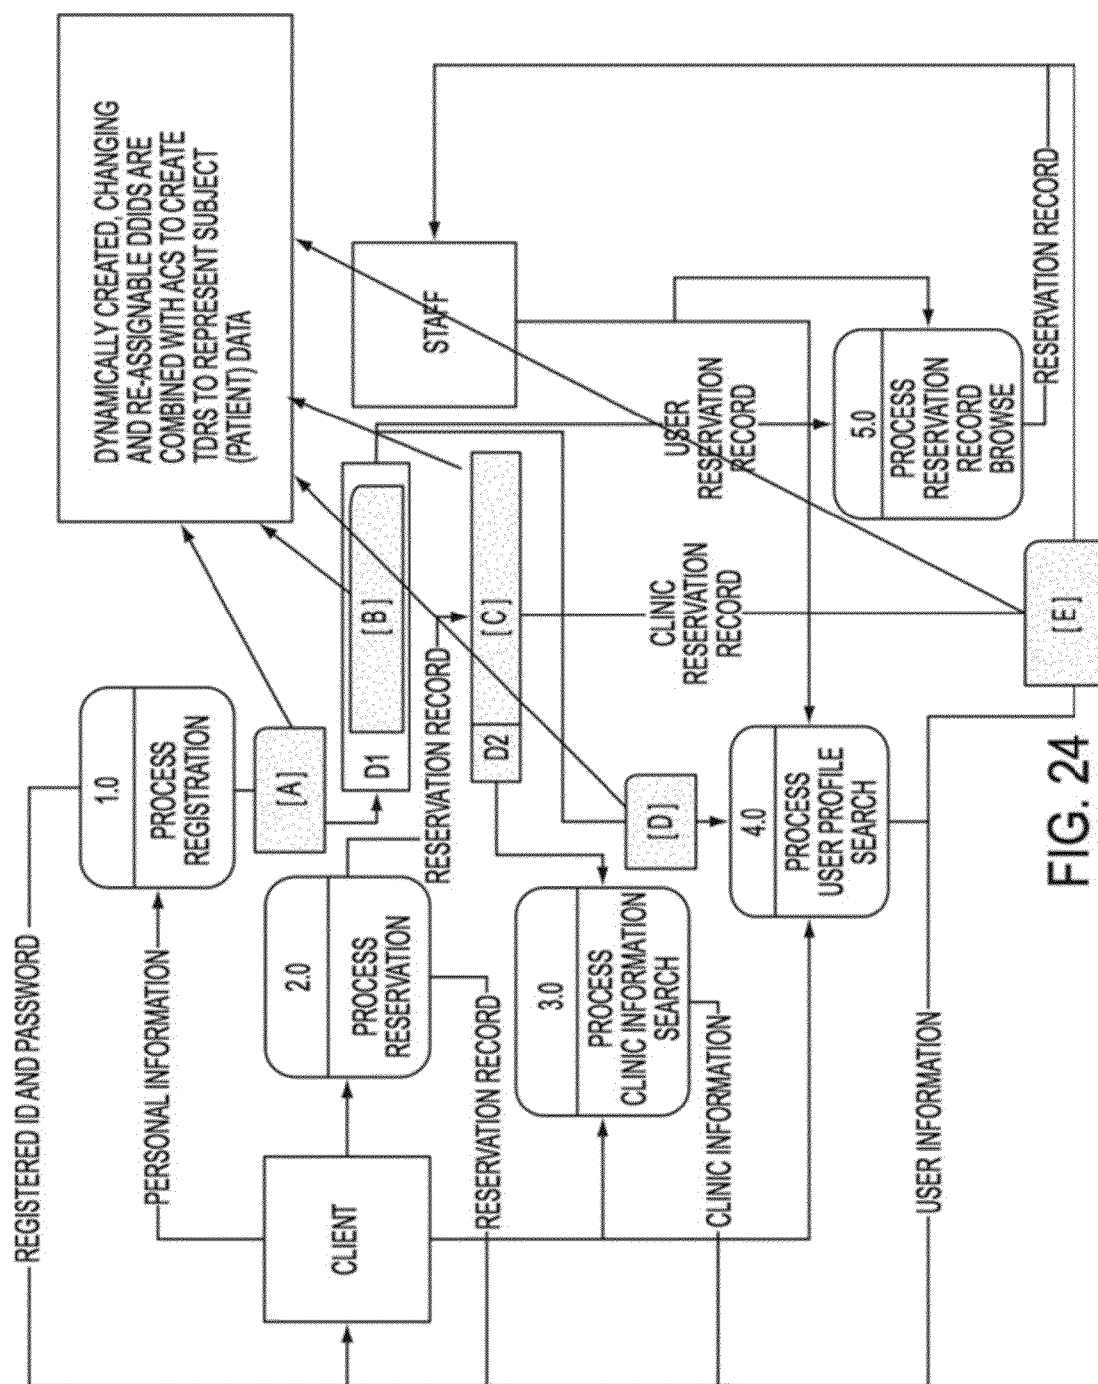 REGISTERED ID AND PASSWORD
PERSONAL INFORMATION
1.0
PROCESS
REGISTRATION
DYNAMICALLY CREATED, CHANGING
AND RE-ASSIGNABLE DDIDS ARE
COMBINED WITH ACS TO CREATE
TDRS TO REPRESENT SUBJECT
(PATIENT) DATA
[A]
CLIENT
2.0
PROCESS
RESERVATION
D1
[B]
STAFF
RESERVATION RECORD
RESERVATION RECORD
D2
[C]
3.0
PROCESS
CLINIC INFORMATION
SEARCH
CLINIC INFORMATION
[D]
CLINIC
RESERVATION
RECORD
USER
RESERVATION
RECORD
4.0
PROCESS
USER PROFILE
SEARCH
5.0
PROCESS
RESERVATION
RECORD
BROWSE
USER INFORMATION
[E]
RESERVATION RECORD
FIG. 24